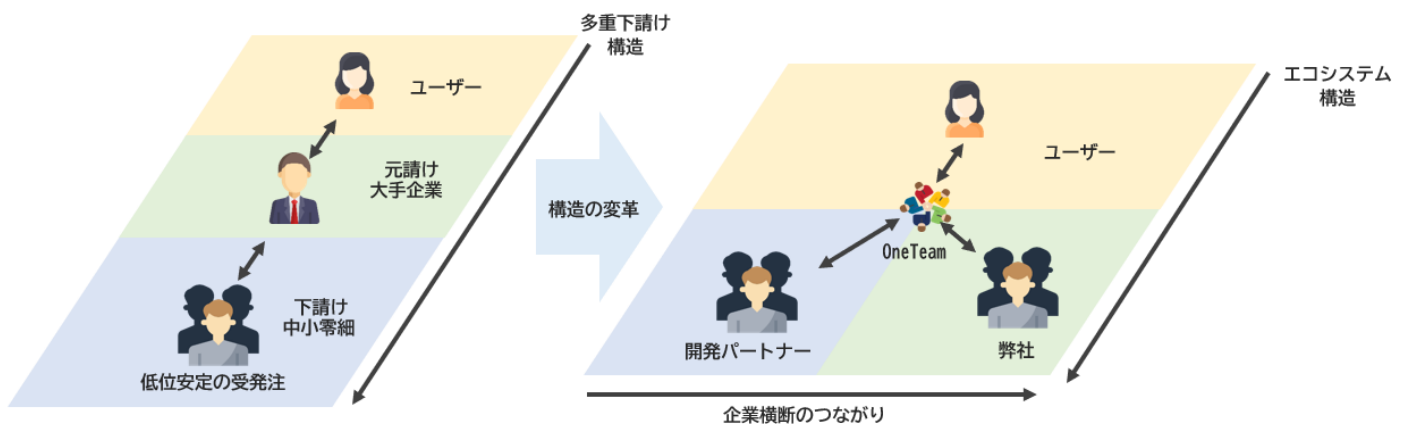 多重下請け
構造
ユーザー
元請け
大手企業
下請け
中小零細
低位安定の受発注
構造の変革
エコシステム
構造
ユーザー
OneTeam
開発パートナー
弊社
企業横断のつながり